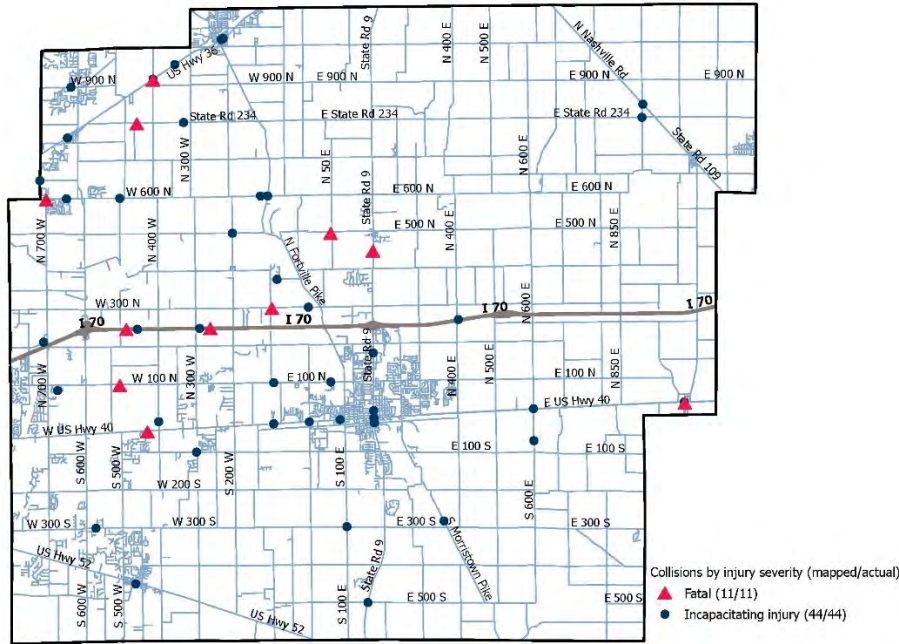 State Rd 9
N 400 E
N 500 E
N Nashville Rd
US Hwy 36
W 900 N
W 900 N
E 900 N
E 900 N
E 900 N
State Rd 234
E State Rd 234
E State Rd 234
N 300 W
N 50 E
N 600 E
State Rd 109
State Rd 9
W 600 N
E 600 N
E 600 N
N 700 W
N 400 W
N Fortville Pike
E 500 N
E 500 N
N 400 E
N 850 E
W 300 N
I 70
I 70
N 600 E
I 70
State Rd 9
N 200 W
W 100 N
N 300 W
E 100 N
N 400 E
N 500 E
E 100 N
N 850 E
W US Hwy 40
E US Hwy 40
S 600 W
S 500 W
S 200 W
S 100 E
E 100 S
E 100 S
W 200 S
S 600 E
W 300 S
W 300 S
E 300 S
E 300 S
S Morristown Pike
US Hwy 52
S 600 W
S 500 W
S 100 E
State Rd 9
E 500 S
E 500 S
US Hwy 52
Collisions by injury severity (mapped/actual)
Fatal (11/11)
Incapacitating injury (44/44)